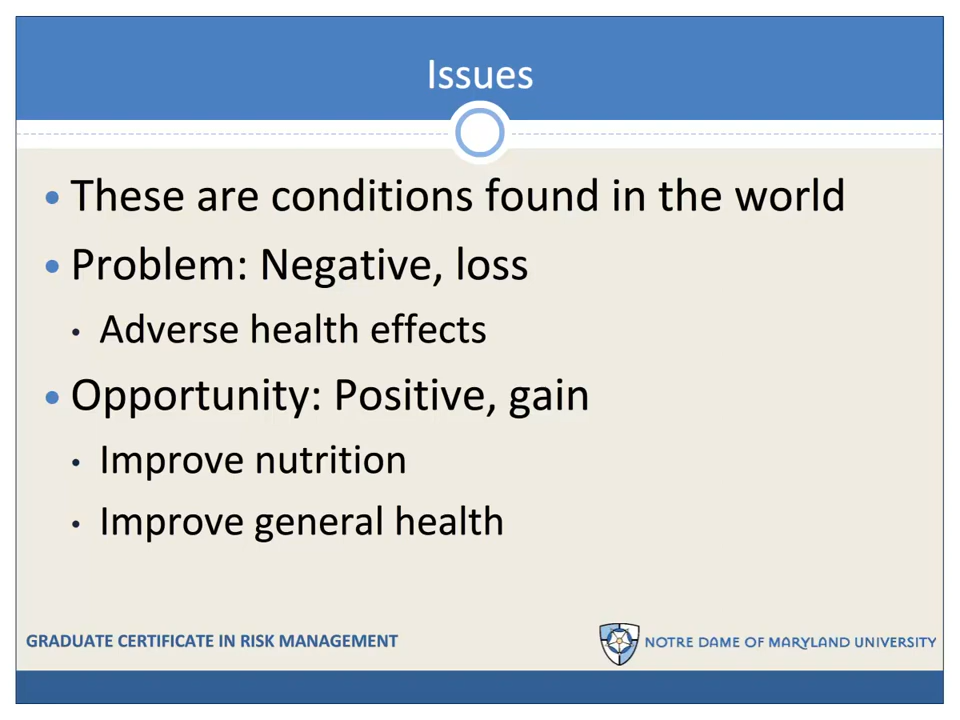 Issues
• These are conditions found in the world
• Problem: Negative, loss
• Adverse health effects
• Opportunity: Positive, gain
• Improve nutrition
• Improve general health
GRADUATE CERTIFICATE IN RISK MANAGEMENT
NOTRE DAME OF MARYLAND UNIVERSITY